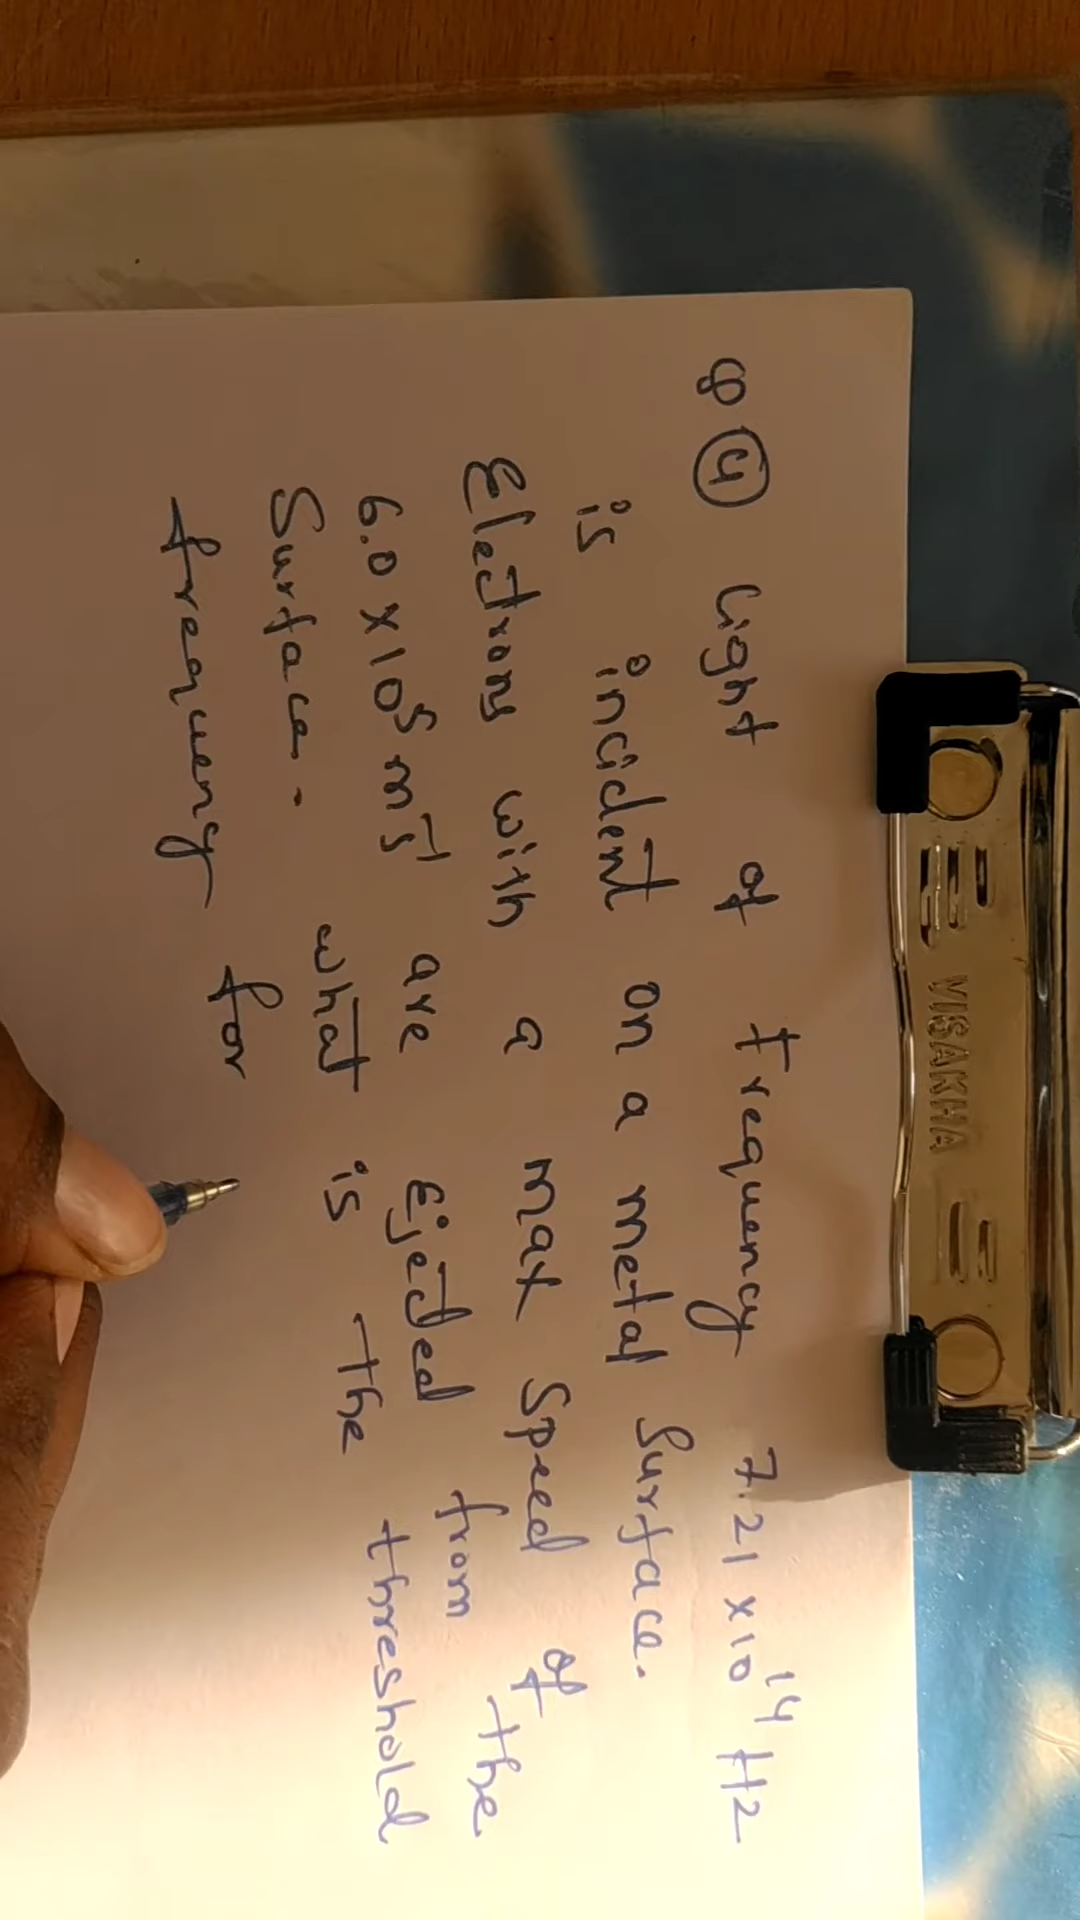 Q ④ Light of frequency 7.21 x 10¹⁴ Hz
is incident on a metal surface.
Electrons with a max speed of
6.0 x 10⁵ ms⁻¹ are Ejected from the
Surface. what is the threshold
frequency for
VISAKHA